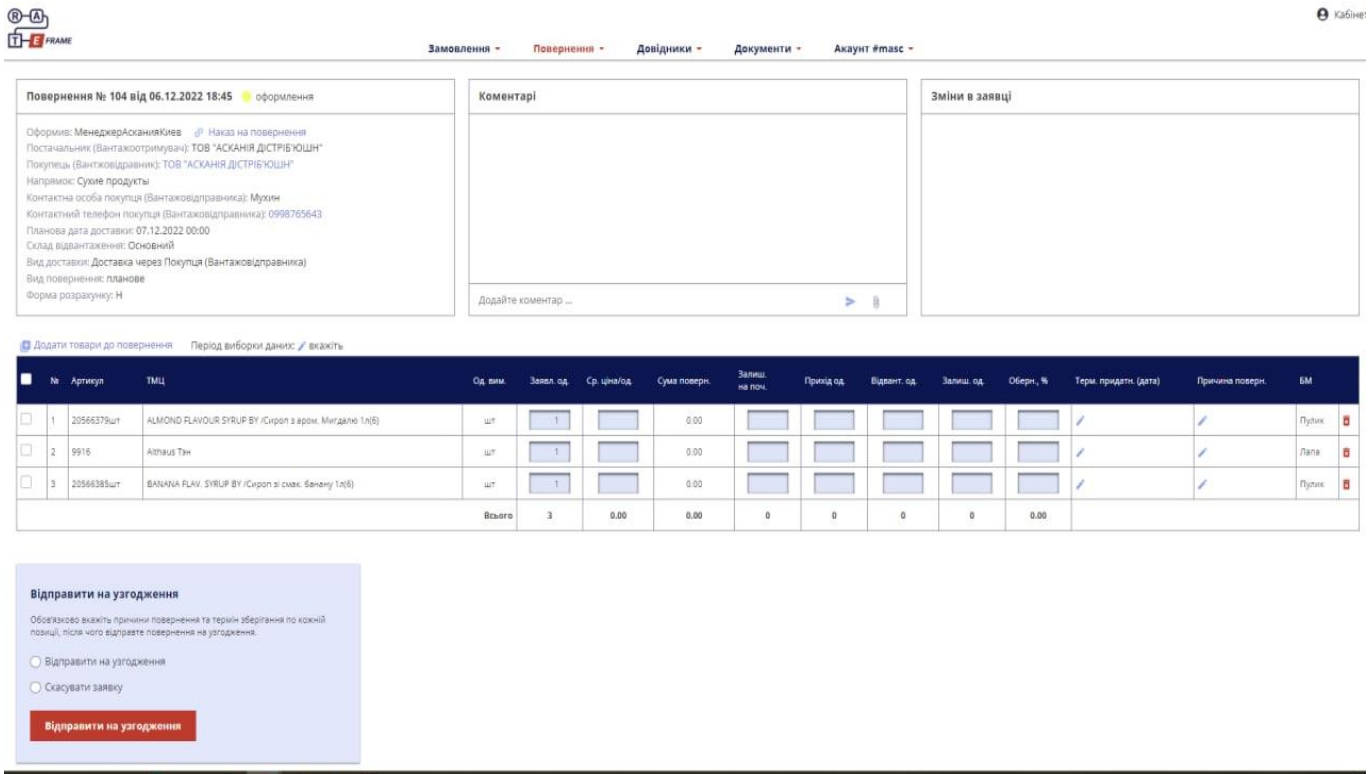 R A
T E FRAME
Кабінет
Замовлення Повернення Довідники Документи Акаунт #masc
Повернення № 104 від 06.12.2022 18:45 оформлення
Оформив: МенеджерАсканияКиев Наказ на повернення
Постачальник (Вантажоотримувач): ТОВ "АСКАНІЯ ДІСТРІБ'ЮШН"
Покупець (Вантжовідравник): ТОВ "АСКАНІЯ ДІСТРІБ'ЮШН"
Напрямок: Сухие продукты
Контактна особа покупця (Вантажовідправника): Мухин
Контактний телефон покупця (Вантажовідправника): 0998765643
Планова дата доставки: 07.12.2022 00:00
Склад відвантаження: Основний
Вид доставки: Доставка через Покупця (Вантажовідправника)
Вид повернення: планове
Форма розрахунку: Н
Коментарі
Додайте коментар ...
Зміни в заявці
Додати товари до повернення Період виборки даних: вкажіть
№ Артикул ТМЦ Од. вим. Заявл. од. Ср. ціна/од. Сума поверн. Залиш. на поч. Прихід од. Відвант. од. Залиш. од. Оберн., % Терм. придатн. (дата) Причина поверн. БМ
1 20566379шт ALMOND FLAVOUR SYRUP BY /Сироп з аром. Мигдалю 1л(6) шт 1 0.00 Пулик
2 9916 Althaus Тэн шт 1 0.00 Лапа
3 20566385шт BANANA FLAV. SYRUP BY /Сироп зі смак. банану 1л(6) шт 1 0.00 Пулик
Всього 3 0.00 0.00 0 0 0 0 0.00
Відправити на узгодження
Обов'язково вкажіть причини повернення та термін зберігання по кожній
позиції, після чого відправте повернення на узгодження.
Відправити на узгодження
Скасувати заявку
Відправити на узгодження